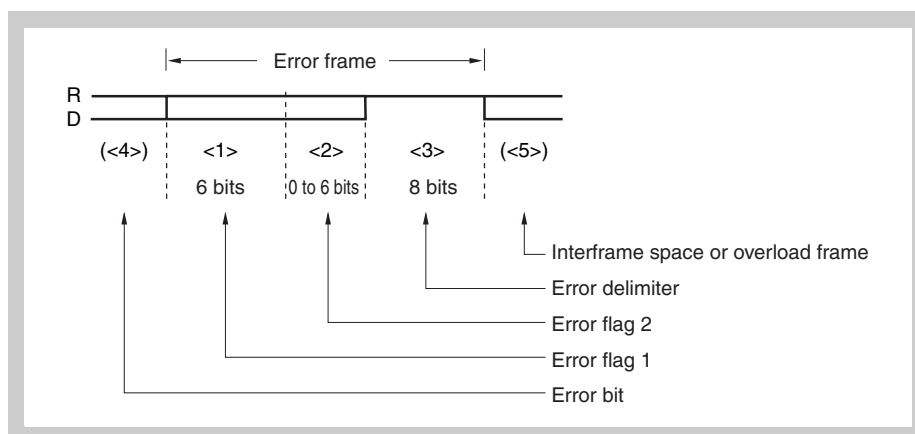 Error frame
R
D
(<4>) <1> <2> <3> (<5>)
6 bits 0 to 6 bits 8 bits
Interframe space or overload frame
Error delimiter
Error flag 2
Error flag 1
Error bit